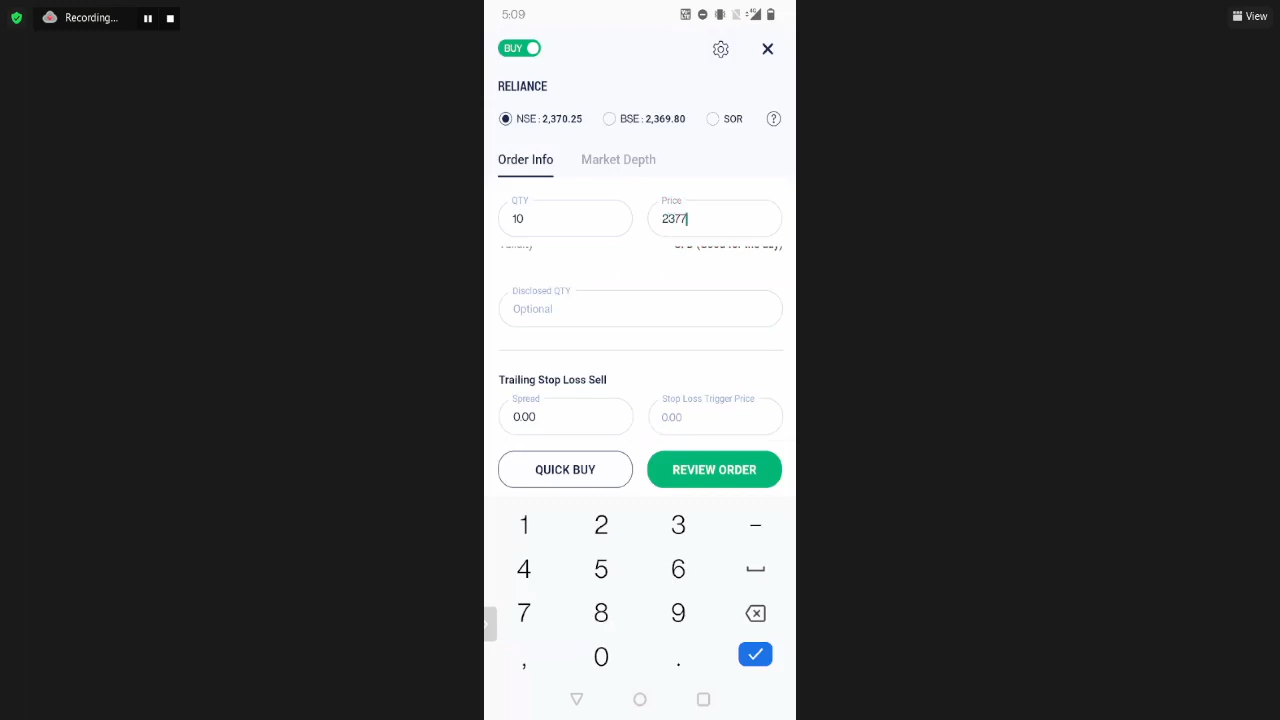 Recording...
View
5:09
BUY
RELIANCE
NSE : 2,370.25
BSE : 2,369.80
SOR
?
Order Info
Market Depth
QTY
Price
10
2377
Validity
Disclosed QTY
Optional
Trailing Stop Loss Sell
Spread
Stop Loss Trigger Price
0.00
0.00
QUICK BUY
REVIEW ORDER
1 2 3 -
4 5 6
7 8 9
, 0 .